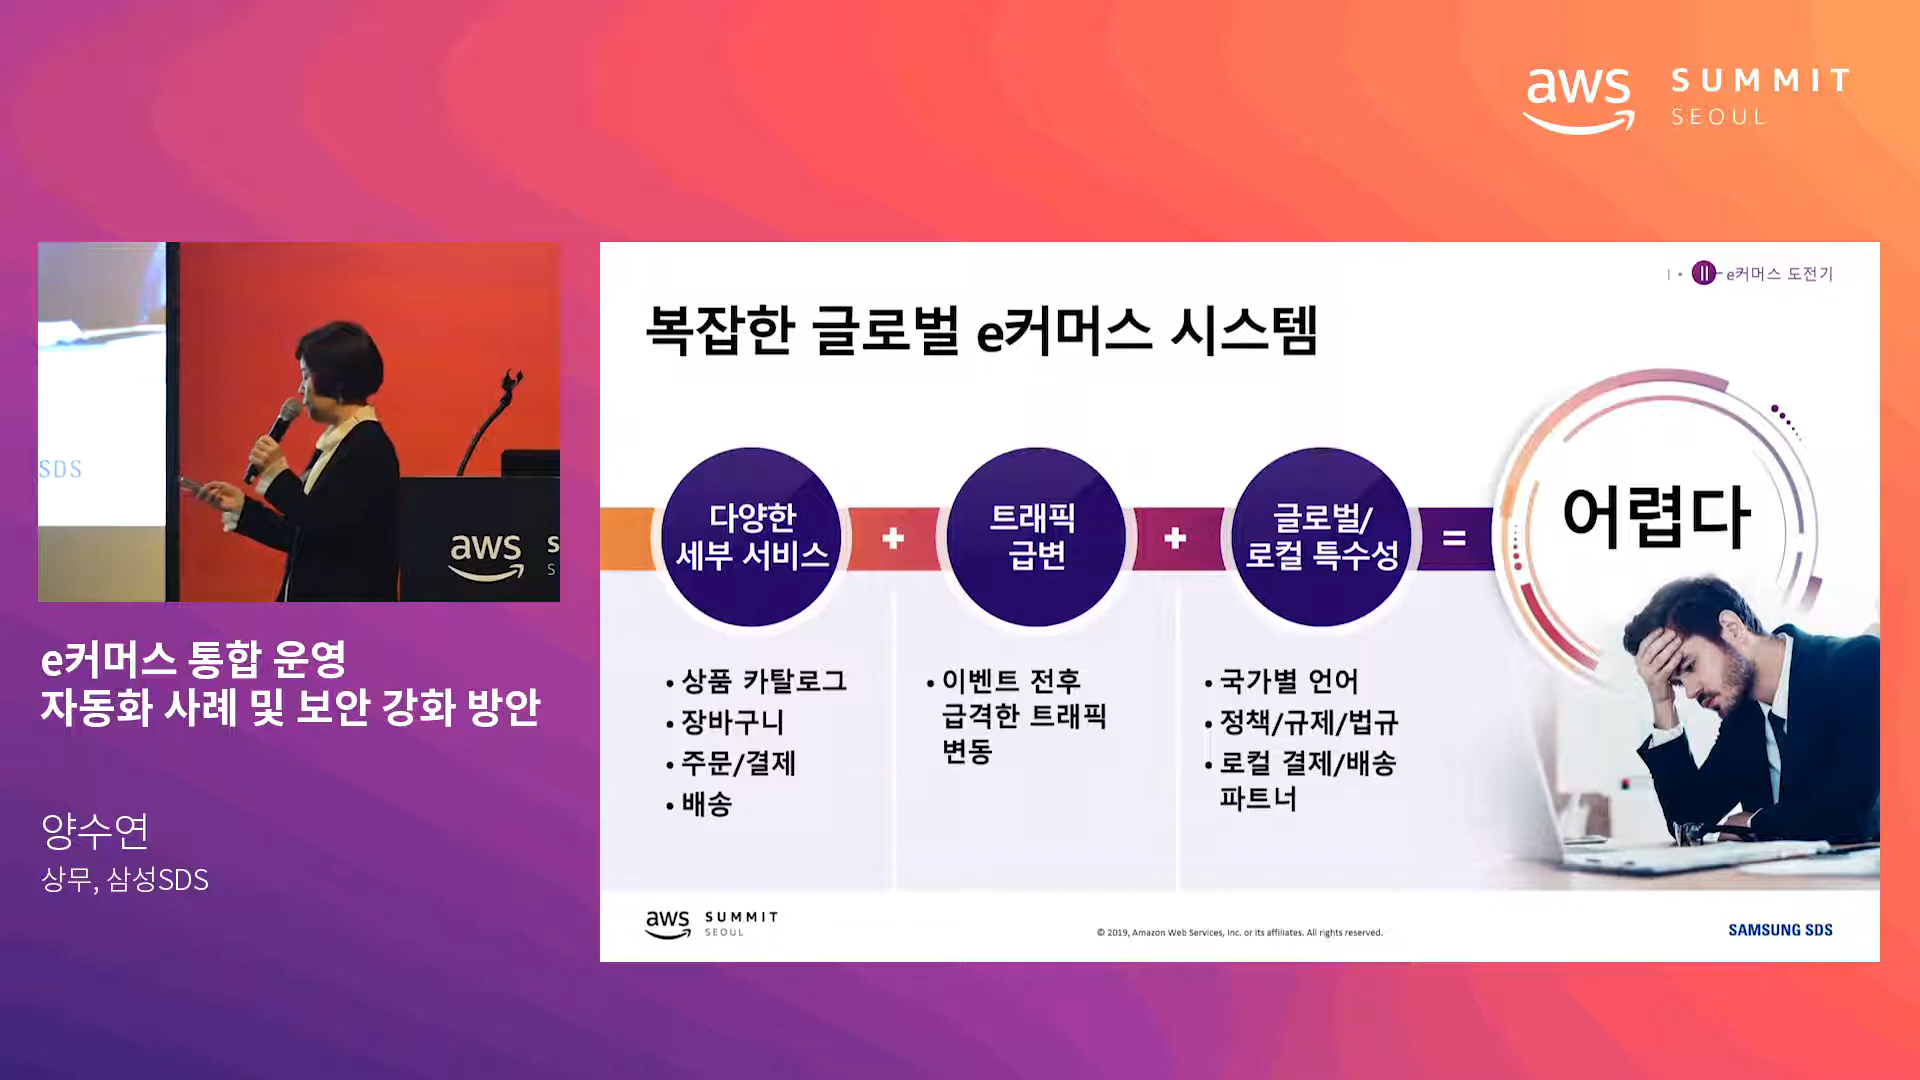 aws SUMMIT
SEOUL
SDS
aws
e커머스 통합 운영
자동화 사례 및 보안 강화 방안
양수연
상무, 삼성SDS
II e커머스 도전기
복잡한 글로벌 e커머스 시스템
다양한
세부 서비스
+
트래픽
급변
+
글로벌/
로컬 특수성
=
어렵다
• 상품 카탈로그
• 장바구니
• 주문/결제
• 배송
• 이벤트 전후
급격한 트래픽
변동
• 국가별 언어
• 정책/규제/법규
• 로컬 결제/배송
파트너
aws SUMMIT
SEOUL
© 2019, Amazon Web Services, Inc. or its affiliates. All rights reserved.
SAMSUNG SDS